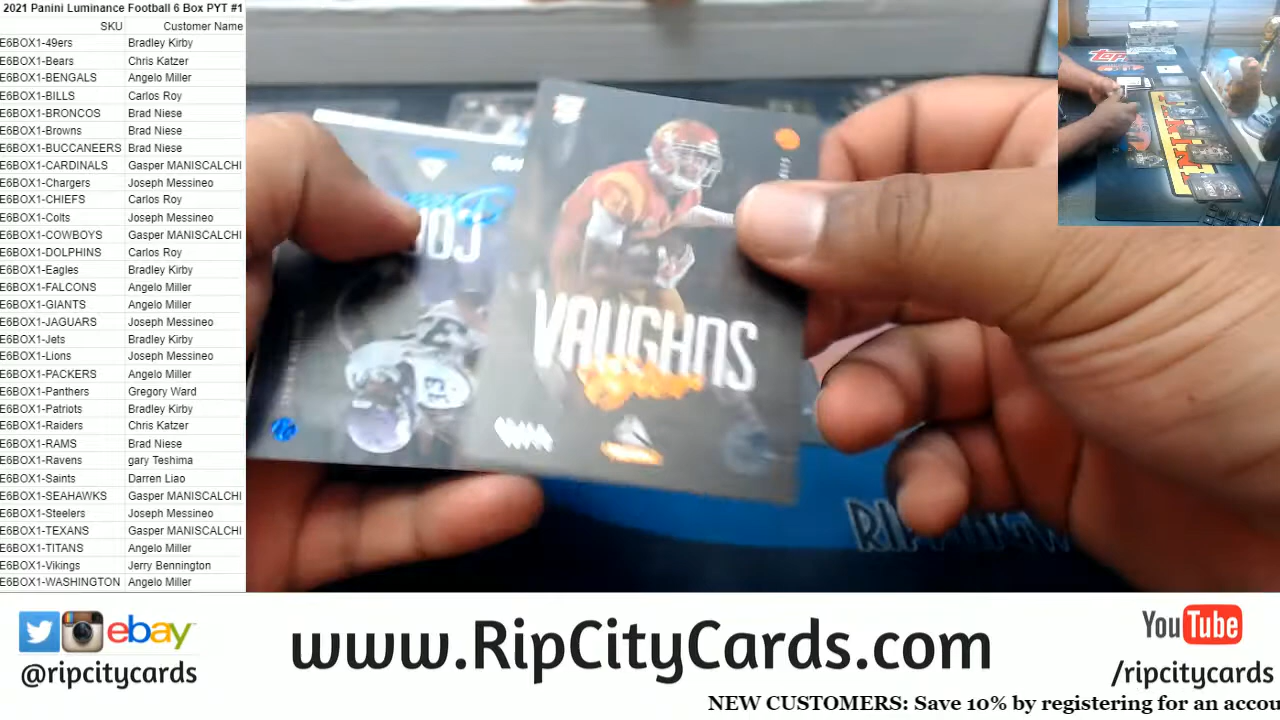 2021 Panini Luminance Football 6 Box PYT #1
SKU Customer Name
E6BOX1-49ers Bradley Kirby
E6BOX1-Bears Chris Katzer
E6BOX1-BENGALS Angelo Miller
E6BOX1-BILLS Carlos Roy
E6BOX1-BRONCOS Brad Niese
E6BOX1-Browns Brad Niese
E6BOX1-BUCCANEERS Brad Niese
E6BOX1-CARDINALS Gasper MANISCALCHI
E6BOX1-Chargers Joseph Messineo
E6BOX1-CHIEFS Carlos Roy
E6BOX1-Colts Joseph Messineo
E6BOX1-COWBOYS Gasper MANISCALCHI
E6BOX1-DOLPHINS Carlos Roy
E6BOX1-Eagles Bradley Kirby
E6BOX1-FALCONS Angelo Miller
E6BOX1-GIANTS Angelo Miller
E6BOX1-JAGUARS Joseph Messineo
E6BOX1-Jets Bradley Kirby
E6BOX1-Lions Joseph Messineo
E6BOX1-PACKERS Angelo Miller
E6BOX1-Panthers Gregory Ward
E6BOX1-Patriots Bradley Kirby
E6BOX1-Raiders Chris Katzer
E6BOX1-RAMS Brad Niese
E6BOX1-Ravens gary Teshima
E6BOX1-Saints Darren Liao
E6BOX1-SEAHAWKS Gasper MANISCALCHI
E6BOX1-Steelers Joseph Messineo
E6BOX1-TEXANS Gasper MANISCALCHI
E6BOX1-TITANS Angelo Miller
E6BOX1-Vikings Jerry Bennington
E6BOX1-WASHINGTON Angelo Miller
VAUGHNS
ebay
@ripcitycards
www.RipCityCards.com
YouTube
/ripcitycards
NEW CUSTOMERS: Save 10% by registering for an accou